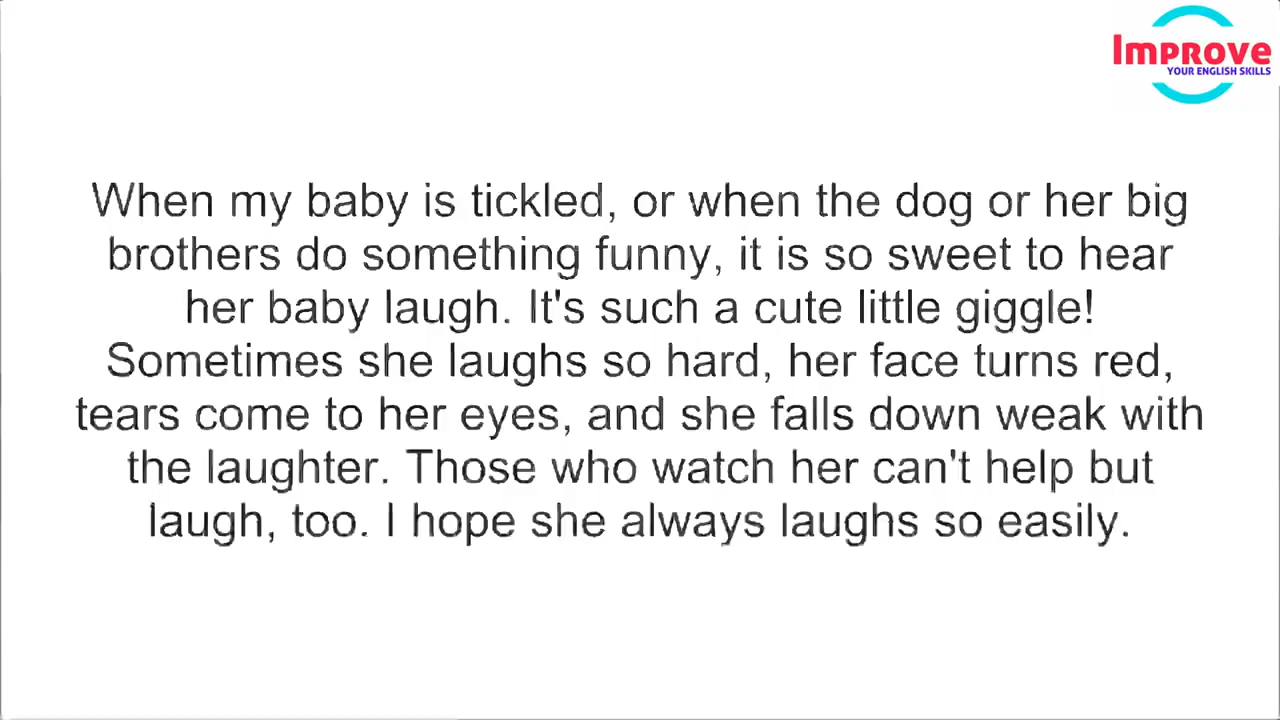 Improve
YOUR ENGLISH SKILLS
When my baby is tickled, or when the dog or her big
brothers do something funny, it is so sweet to hear
her baby laugh. It's such a cute little giggle!
Sometimes she laughs so hard, her face turns red,
tears come to her eyes, and she falls down weak with
the laughter. Those who watch her can't help but
laugh, too. I hope she always laughs so easily.